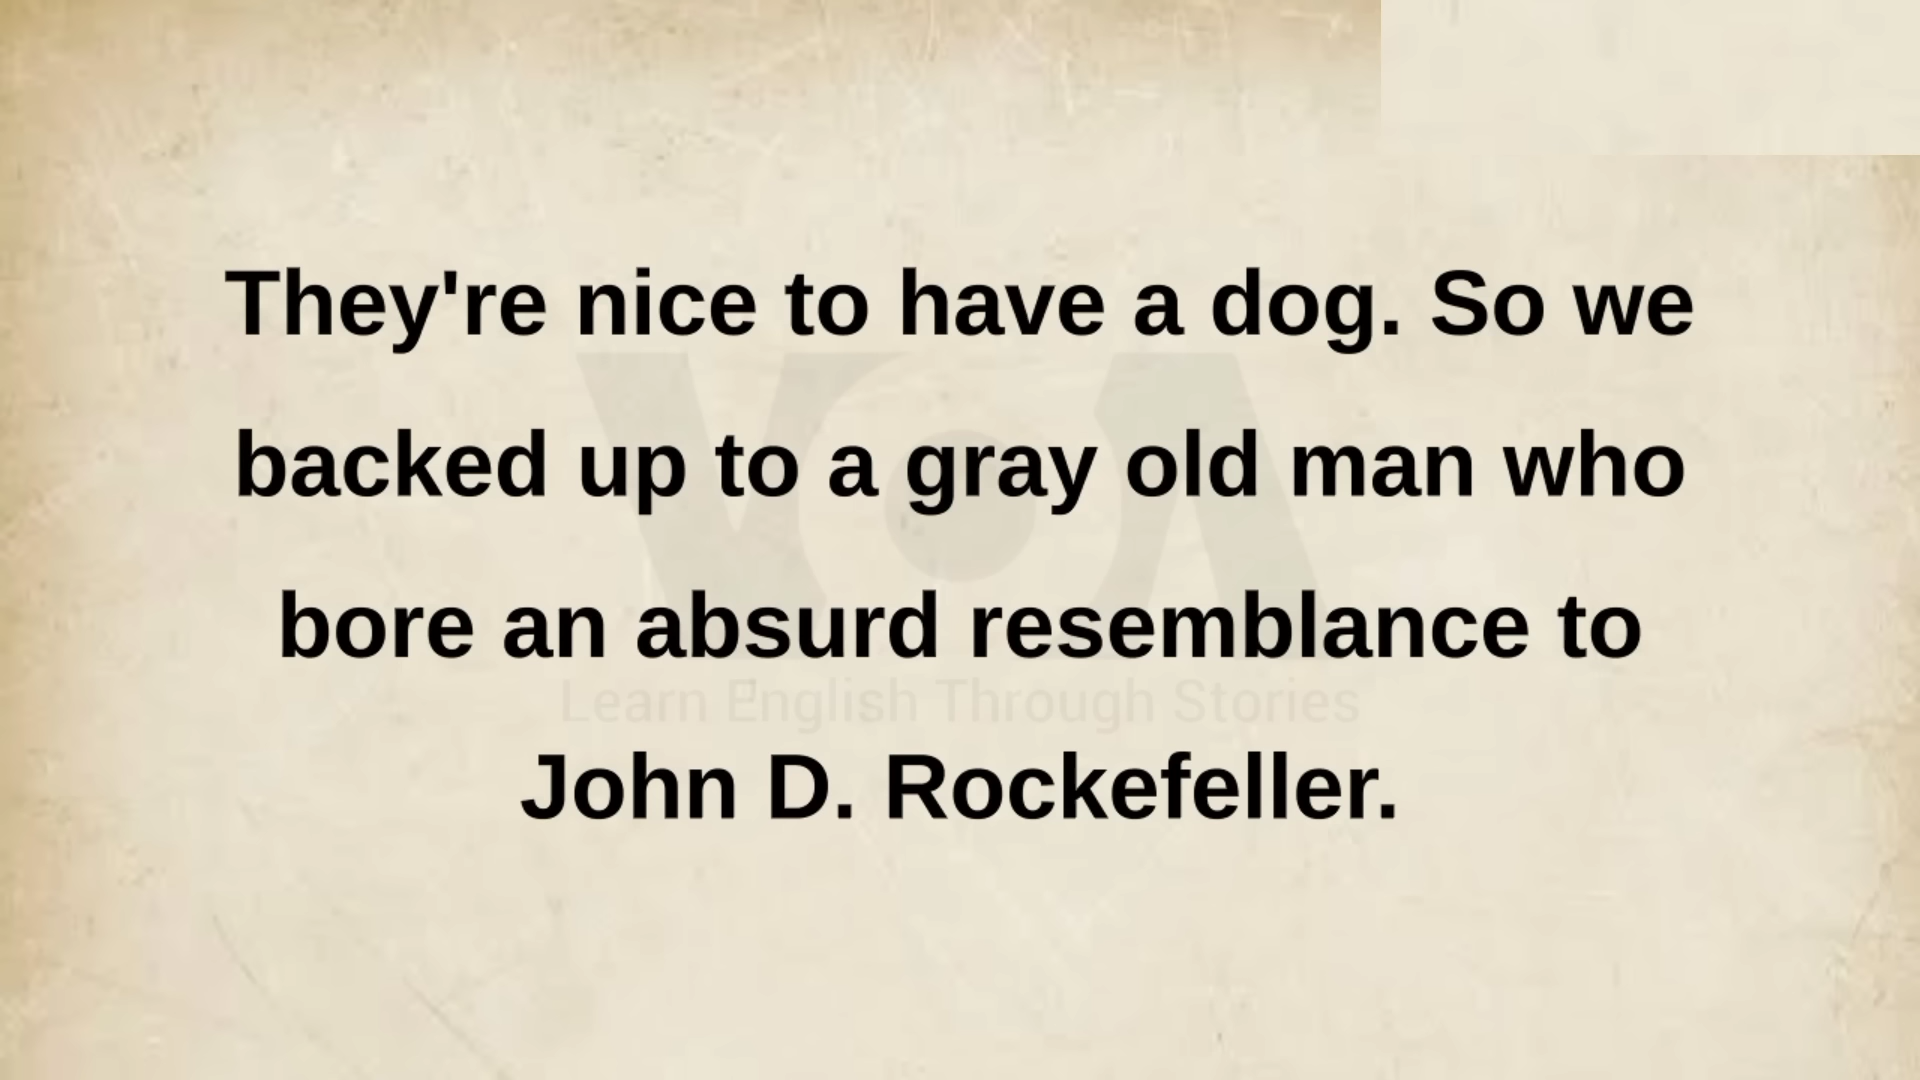 They're nice to have a dog. So we
backed up to a gray old man who
bore an absurd resemblance to
John D. Rockefeller.
VOA
Learn English Through Stories